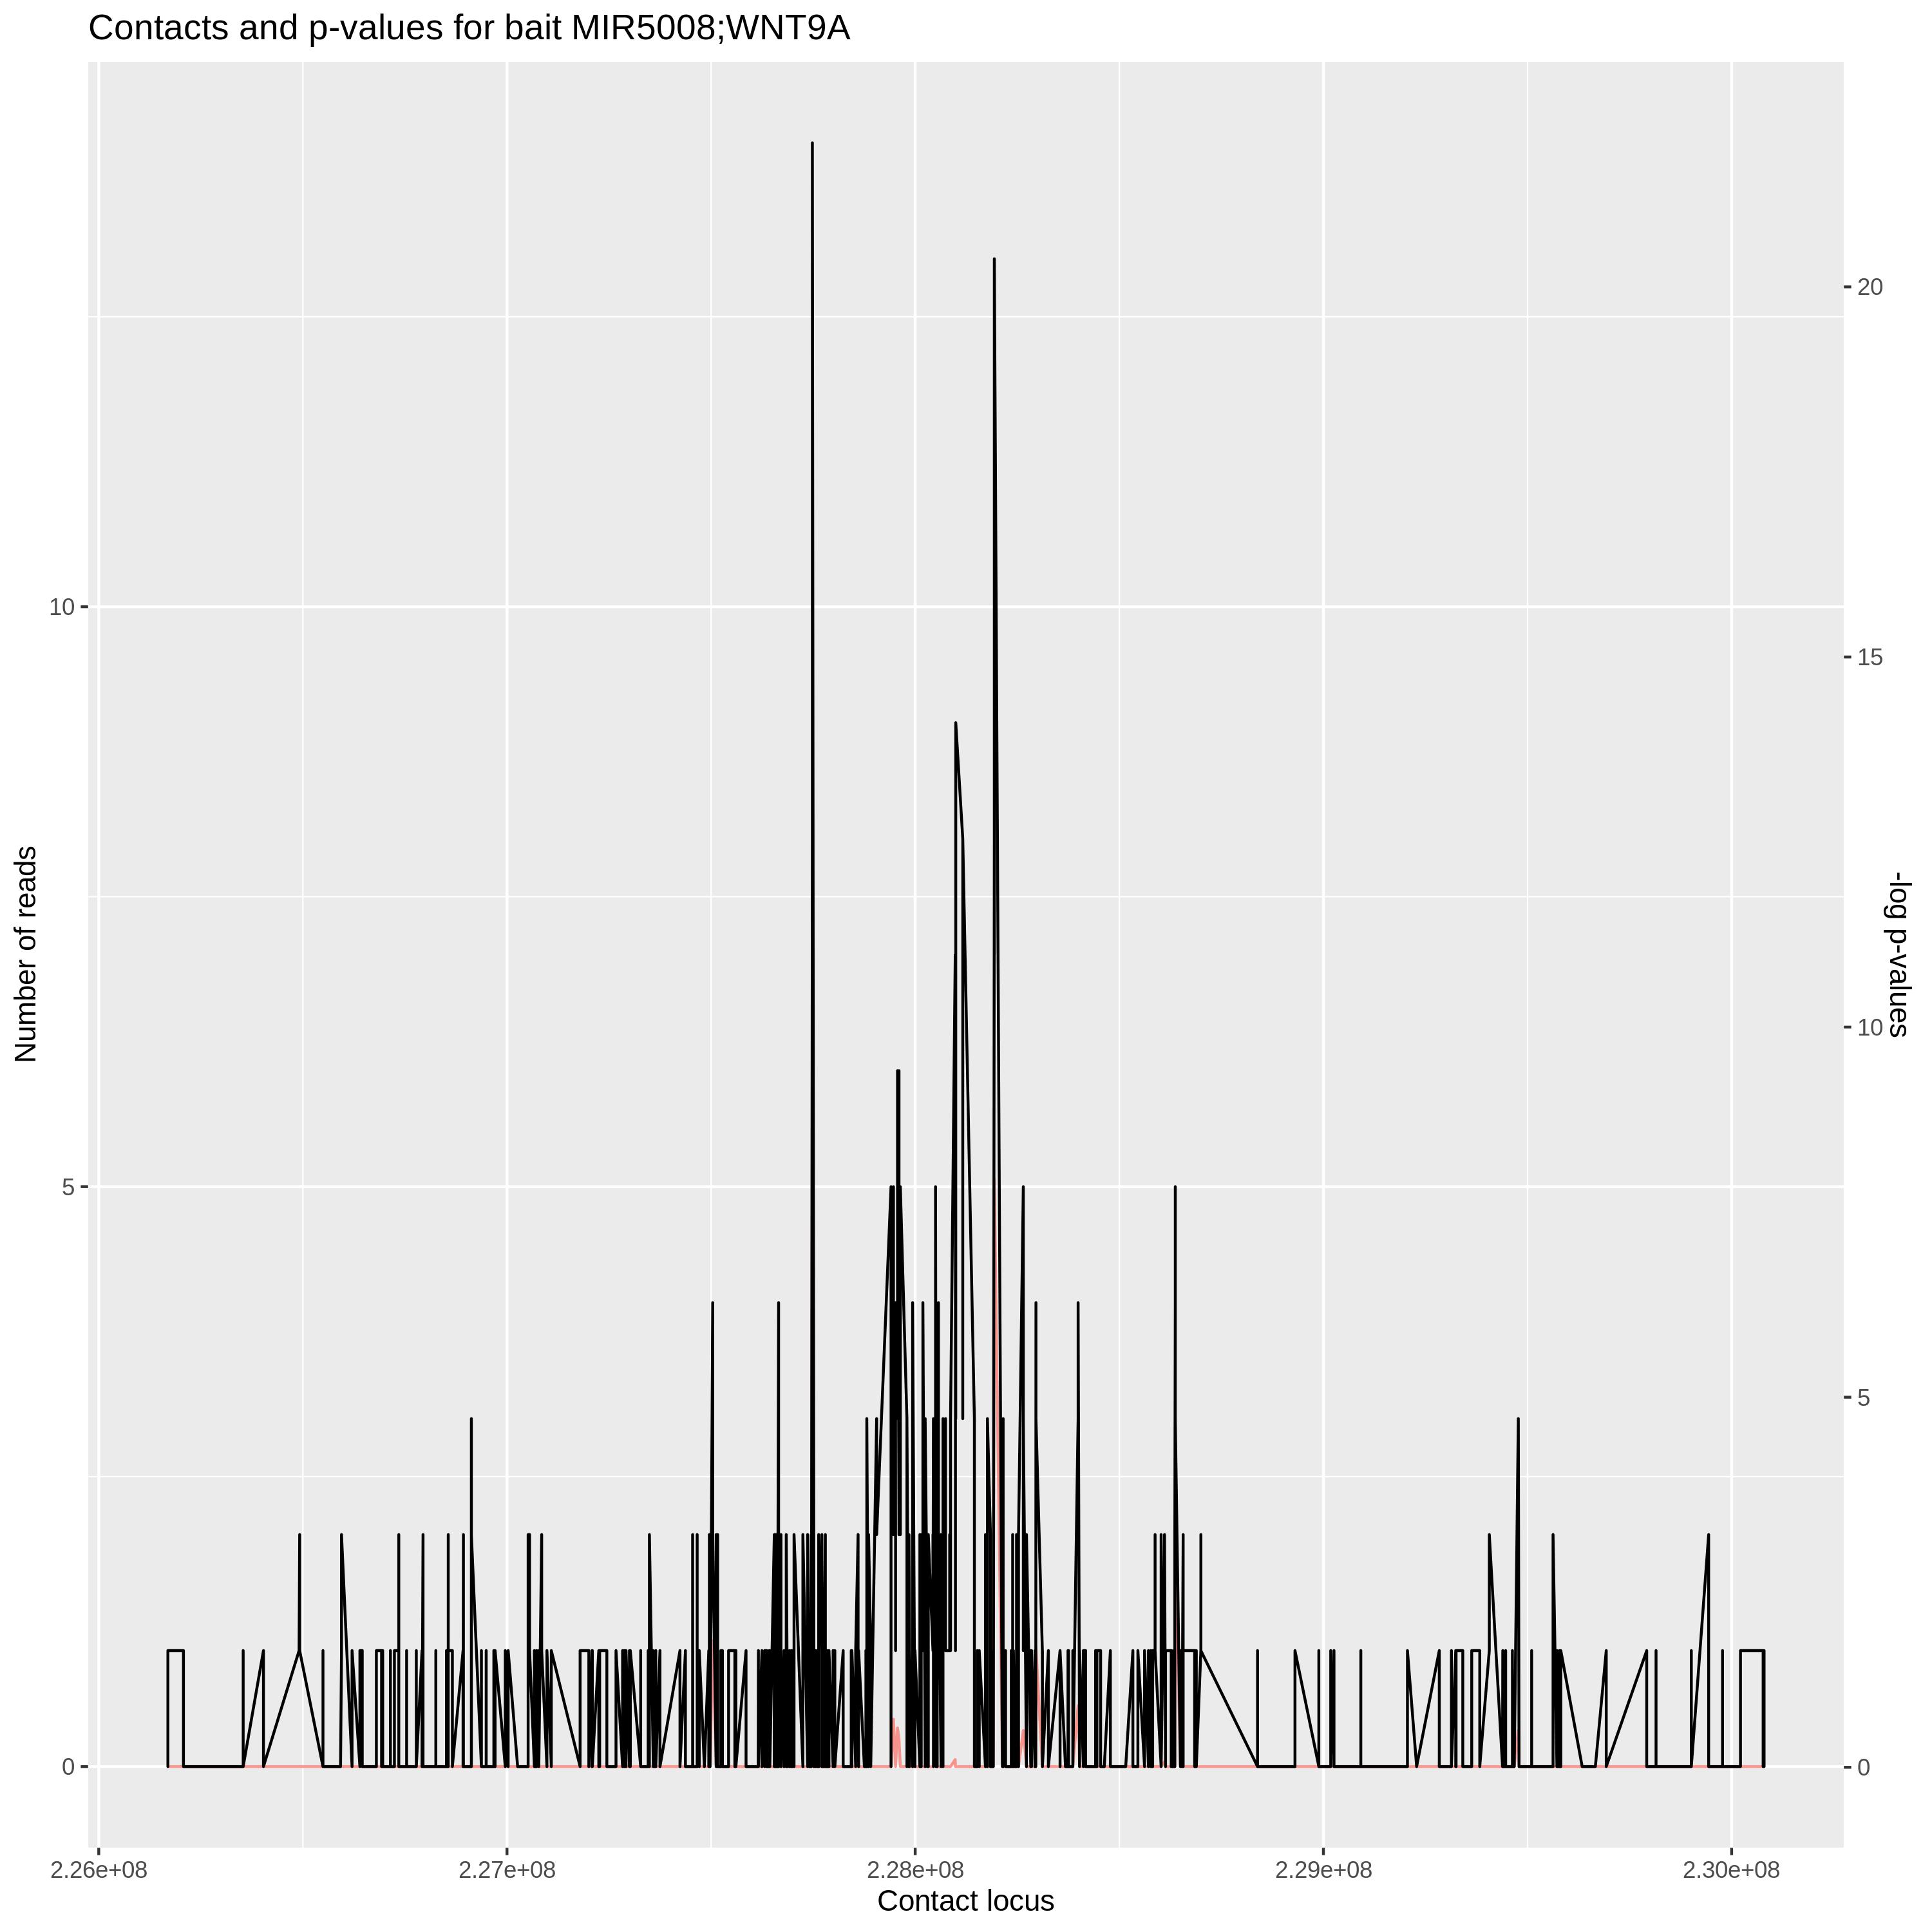 Contacts and p-values for bait MIR5008;WNT9A
Number of reads
10
5
0
20
15
10
5
0
-log p-values
2.26e+08
2.27e+08
2.28e+08
2.29e+08
2.30e+08
Contact locus